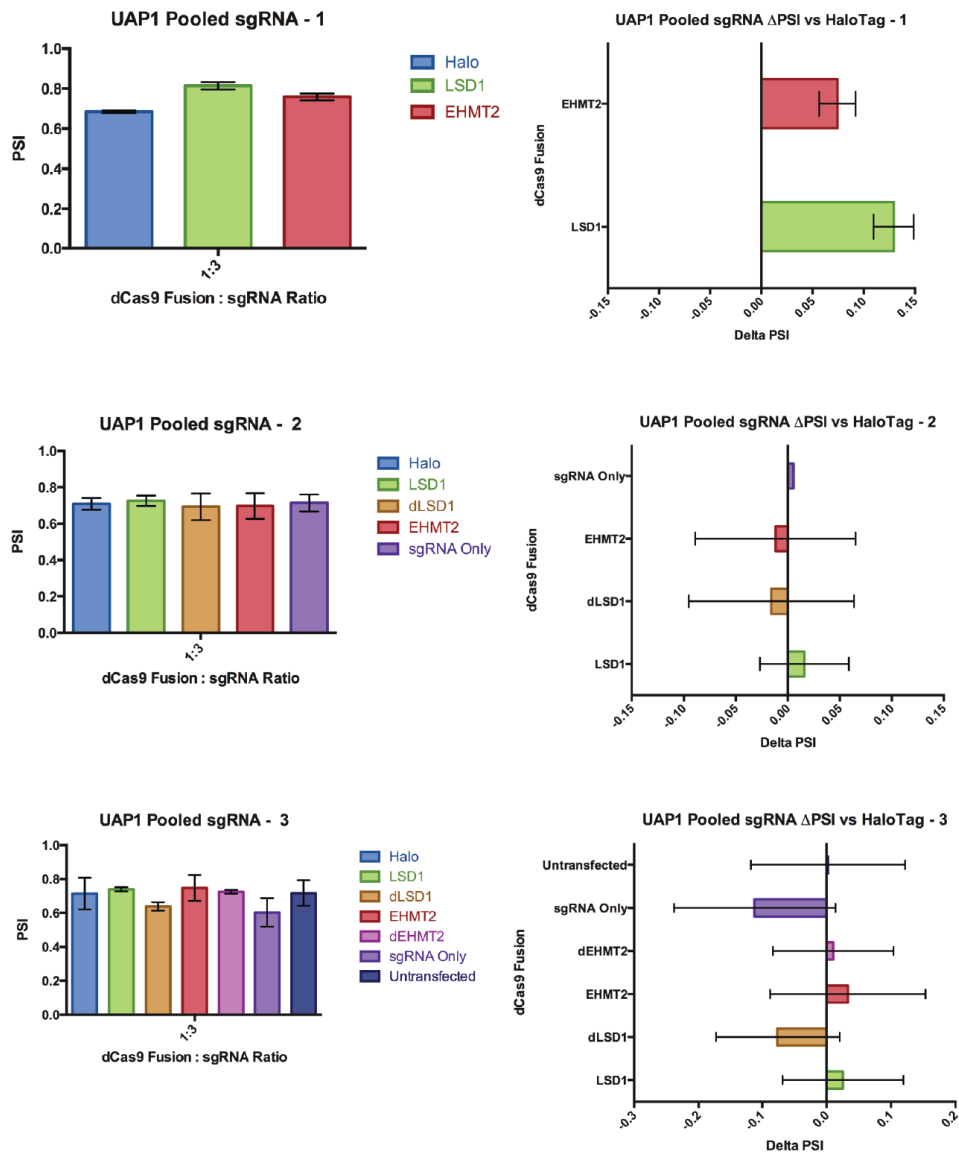 UAP1 Pooled sgRNA - 1
1.0
0.8
0.6
0.4
0.2
0.0
PSI
1:3
dCas9 Fusion : sgRNA Ratio
Halo
LSD1
EHMT2
UAP1 Pooled sgRNA ΔPSI vs HaloTag - 1
dCas9 Fusion
EHMT2
LSD1
-0.15
-0.10
-0.05
0.00
0.05
0.10
0.15
Delta PSI
UAP1 Pooled sgRNA - 2
1.0
0.8
0.6
0.4
0.2
0.0
PSI
1:3
dCas9 Fusion : sgRNA Ratio
Halo
LSD1
dLSD1
EHMT2
sgRNA Only
UAP1 Pooled sgRNA ΔPSI vs HaloTag - 2
dCas9 Fusion
sgRNA Only
EHMT2
dLSD1
LSD1
-0.15
-0.10
-0.05
0.00
0.05
0.10
0.15
Delta PSI
UAP1 Pooled sgRNA - 3
1.0
0.8
0.6
0.4
0.2
0.0
PSI
1:3
dCas9 Fusion : sgRNA Ratio
Halo
LSD1
dLSD1
EHMT2
dEHMT2
sgRNA Only
Untransfected
UAP1 Pooled sgRNA ΔPSI vs HaloTag - 3
dCas9 Fusion
Untransfected
sgRNA Only
dEHMT2
EHMT2
dLSD1
LSD1
-0.3
-0.2
-0.1
0.0
0.1
0.2
Delta PSI